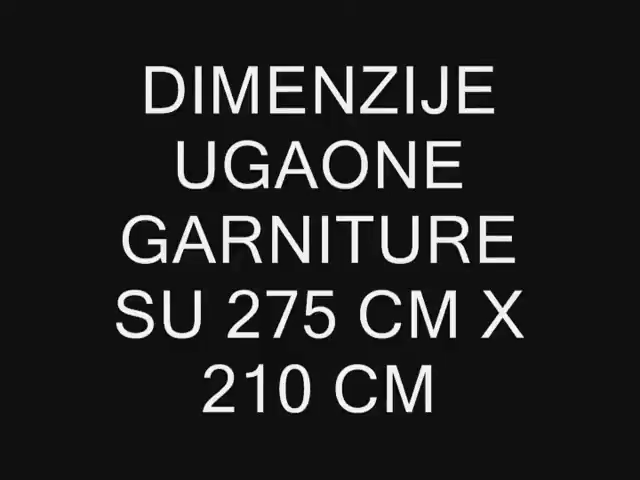 DIMENZIJE
UGAONE
GARNITURE
SU 275 CM X
210 CM